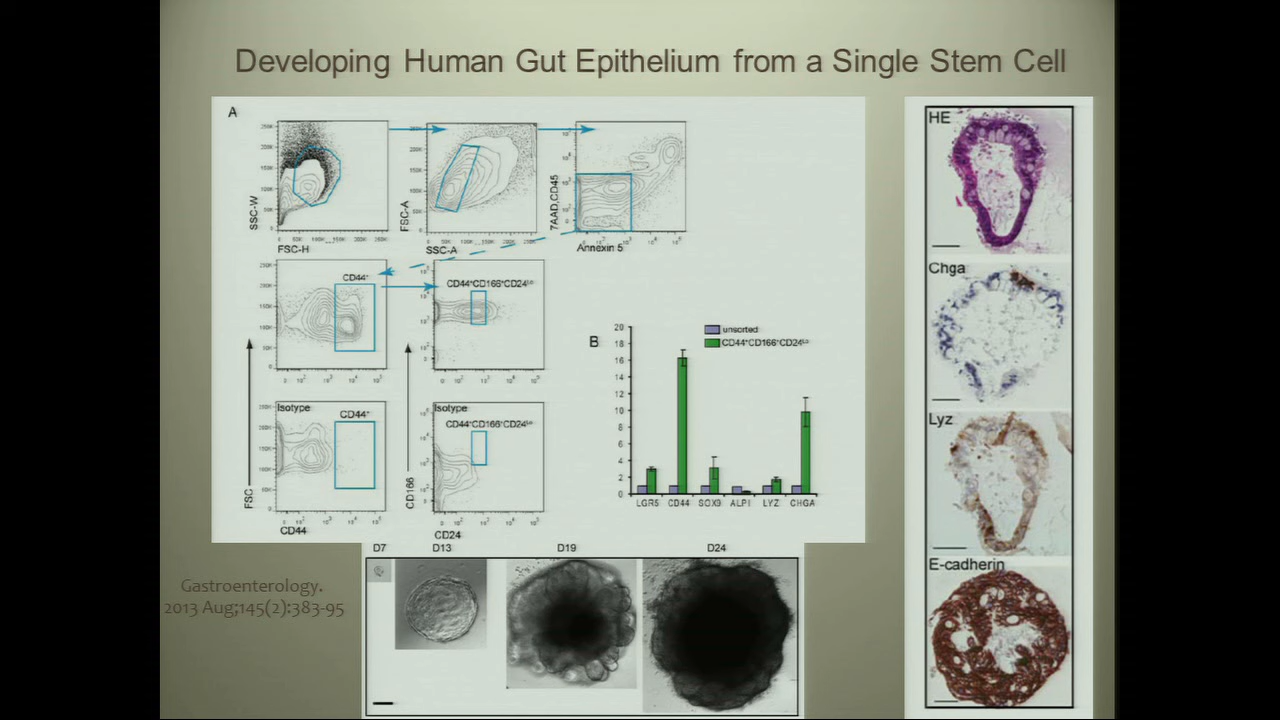 Developing Human Gut Epithelium from a Single Stem Cell
A
SSC-W
FSC-H
FSC-A
SSC-A
7AAD,CD45
Annexin 5
CD44⁺
CD44⁺CD166⁺CD24ᴸᵒ
Isotype
CD44⁺
Isotype
CD44⁺CD166⁺CD24ᴸᵒ
FSC
CD44
CD166
CD24
B
unsorted
CD44⁺CD166⁺CD24ᴸᵒ
20
18
16
14
12
10
8
6
4
2
0
LGR5 CD44 SOX9 ALPI LYZ CHGA
D7 D13 D19 D24
Gastroenterology.
2013 Aug;145(2):383-95
HE
Chga
Lyz
E-cadherin